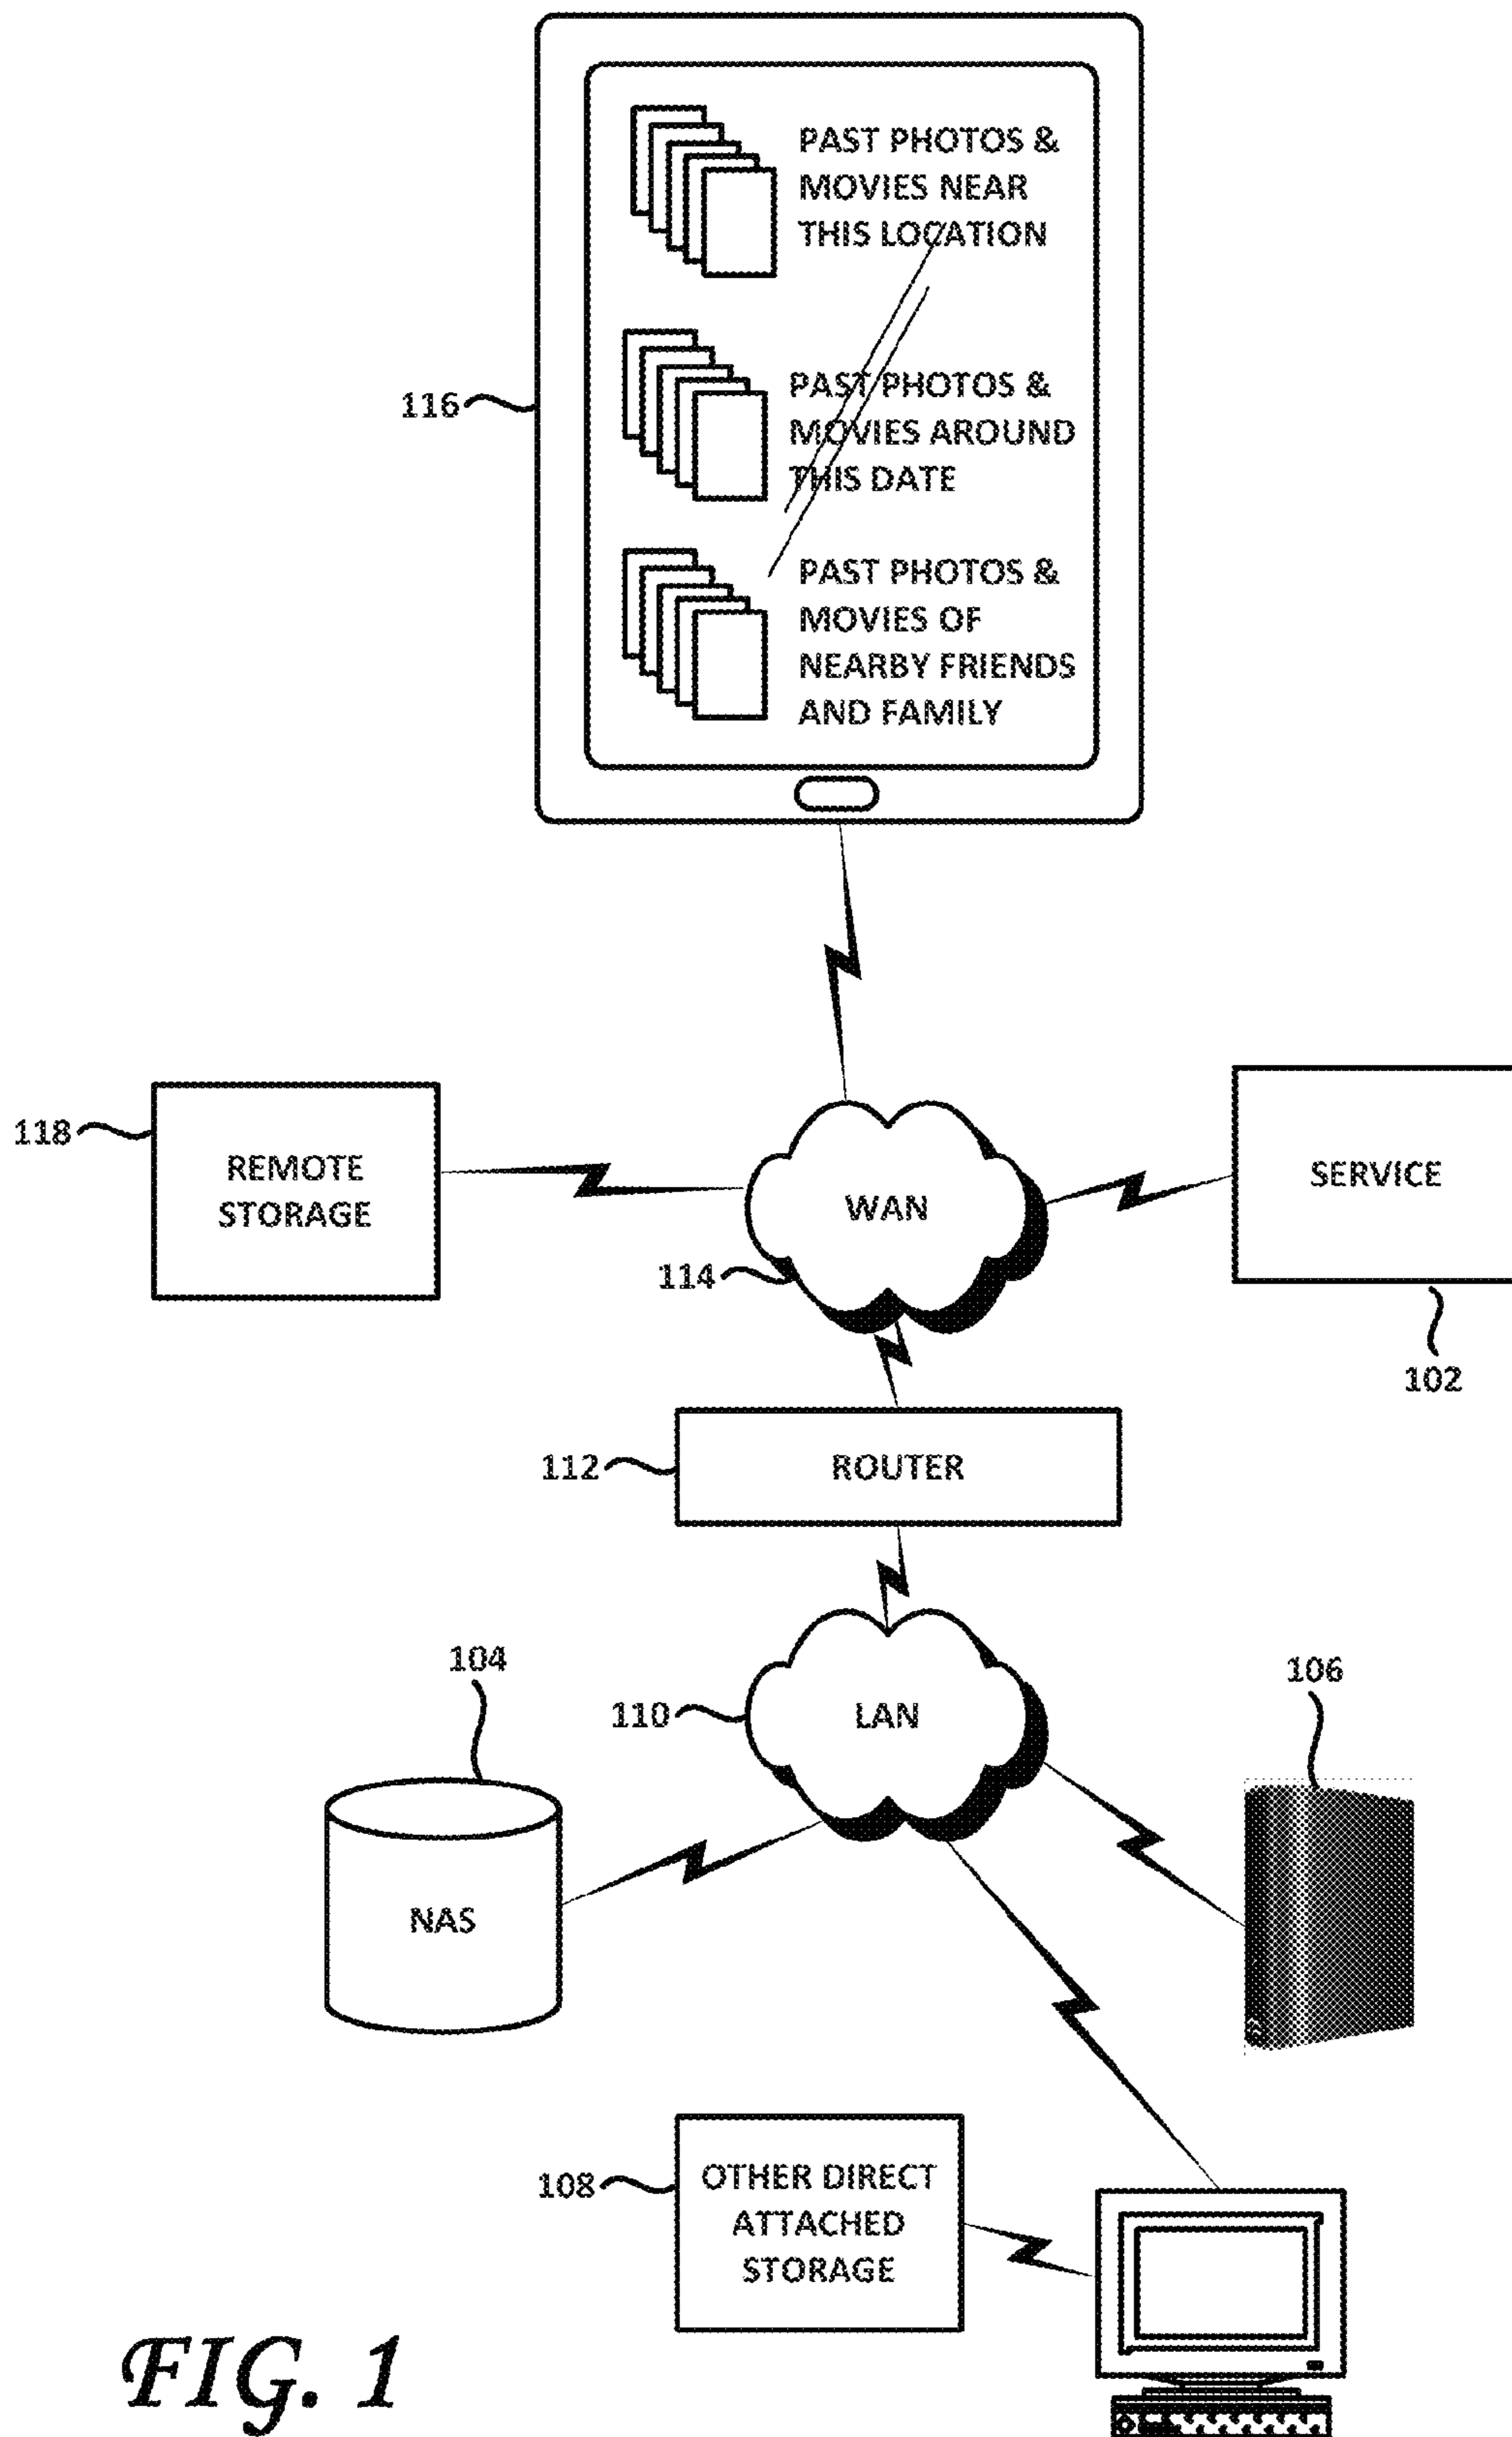 PAST PHOTOS &
MOVIES NEAR
THIS LOCATION
116
PAST PHOTOS &
MOVIES AROUND
THIS DATE
PAST PHOTOS &
MOVIES OF
NEARBY FRIENDS
AND FAMILY
118
REMOTE
STORAGE
WAN
114
SERVICE
102
112
ROUTER
104
110
LAN
106
NAS
108
OTHER DIRECT
ATTACHED
STORAGE
FIG. 1